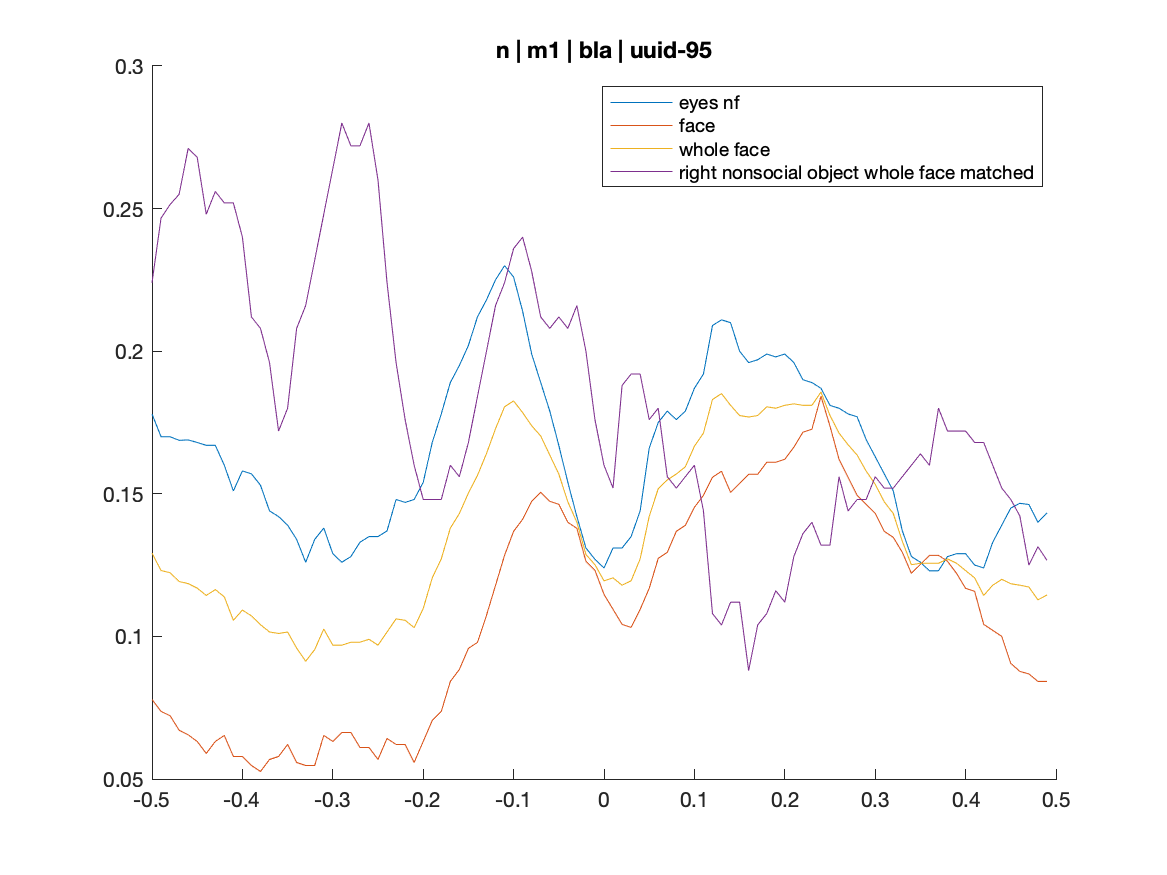 n | m1 | bla | uuid-95
0.3
eyes nf
face
whole face
right nonsocial object whole face matched
0.25
0.2
0.15
0.1
0.05
-0.5 -0.4 -0.3 -0.2 -0.1 0 0.1 0.2 0.3 0.4 0.5